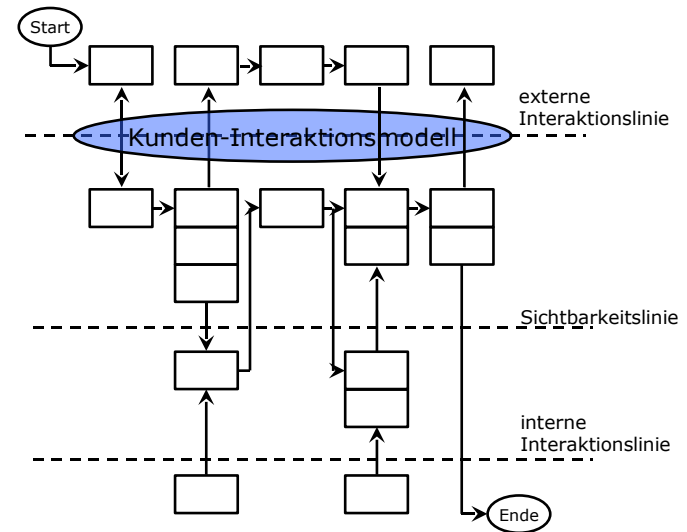 Start
externe
Interaktionslinie
Kunden-Interaktionsmodell
Sichtbarkeitslinie
interne
Interaktionslinie
Ende